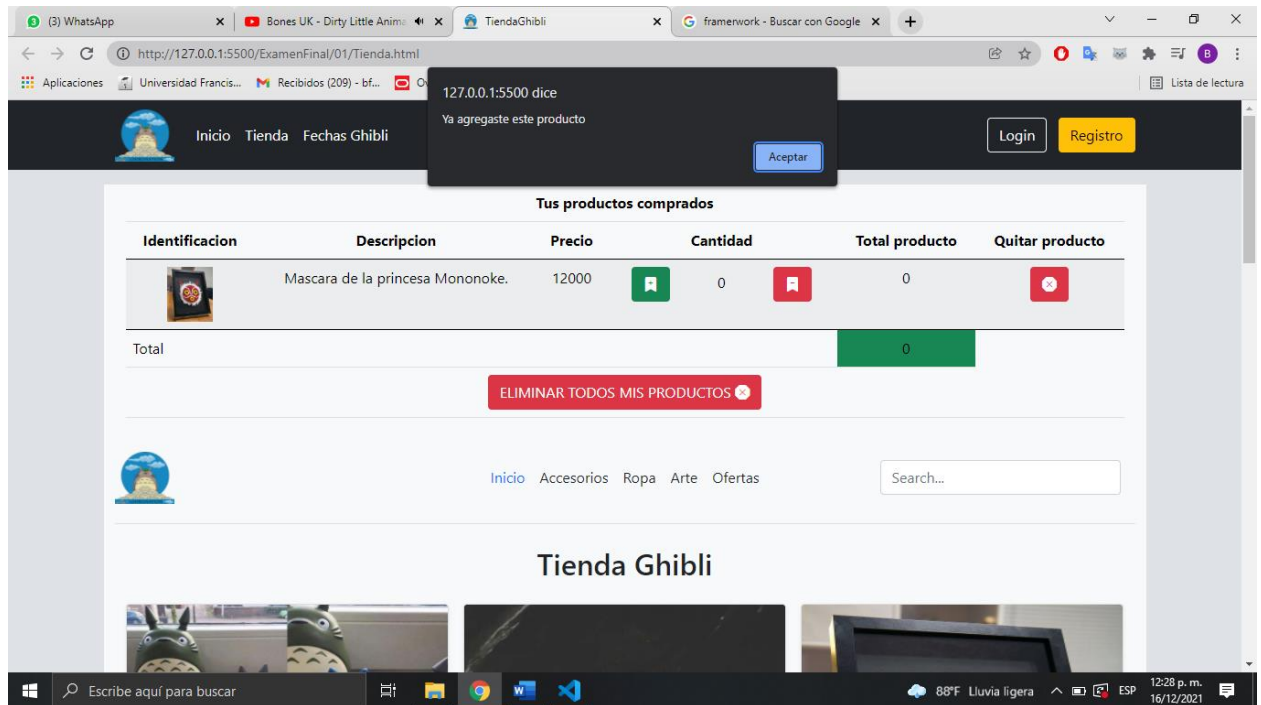 (3) WhatsApp
Bones UK - Dirty Little Anima
TiendaGhibli
framerwork - Buscar con Google
http://127.0.0.1:5500/ExamenFinal/01/Tienda.html
B
Aplicaciones
Universidad Francis...
Recibidos (209) - bf...
Lista de lectura
127.0.0.1:5500 dice
Ya agregaste este producto
Aceptar
Inicio Tienda Fechas Ghibli
Login
Registro
Tus productos comprados
Identificacion Descripcion Precio Cantidad Total producto Quitar producto
Mascara de la princesa Mononoke. 12000 0 0
Total 0
ELIMINAR TODOS MIS PRODUCTOS
Inicio Accesorios Ropa Arte Ofertas
Search...
Tienda Ghibli
Escribe aquí para buscar
88°F Lluvia ligera
ESP
12:28 p. m.
16/12/2021